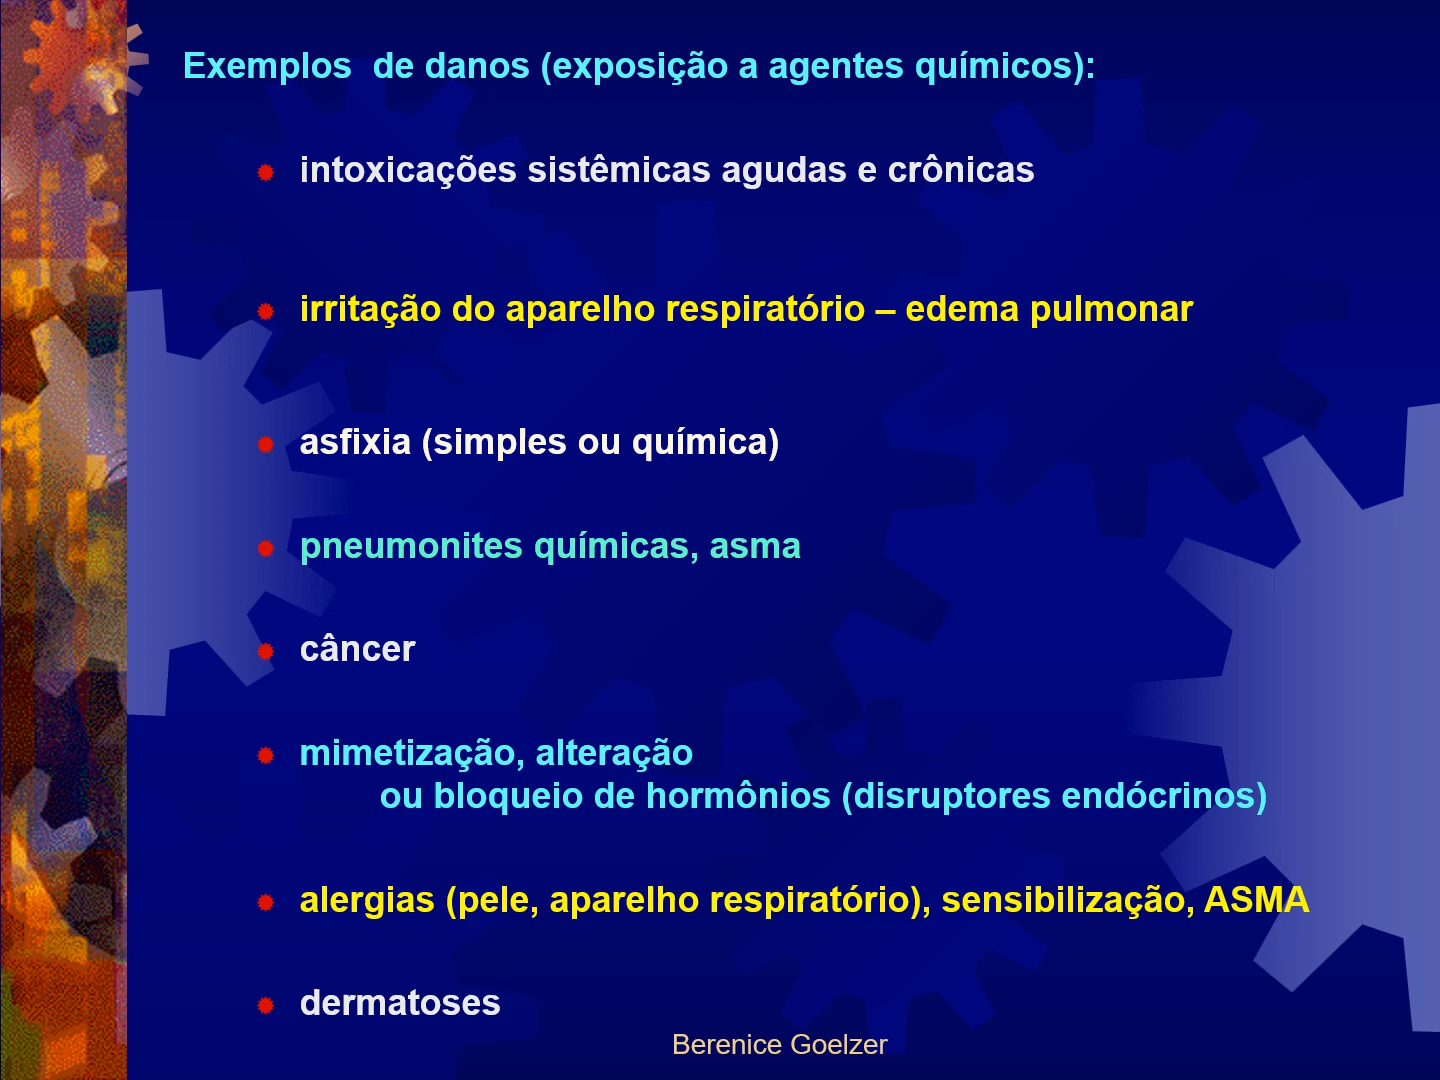 Exemplos  de danos (exposição a agentes químicos):
intoxicações sistêmicas agudas e crônicas
irritação do aparelho respiratório – edema pulmonar
asfixia (simples ou química)
pneumonites químicas, asma
câncer
mimetização, alteração
ou bloqueio de hormônios (disruptores endócrinos)
alergias (pele, aparelho respiratório), sensibilização, ASMA
dermatoses
Berenice Goelzer